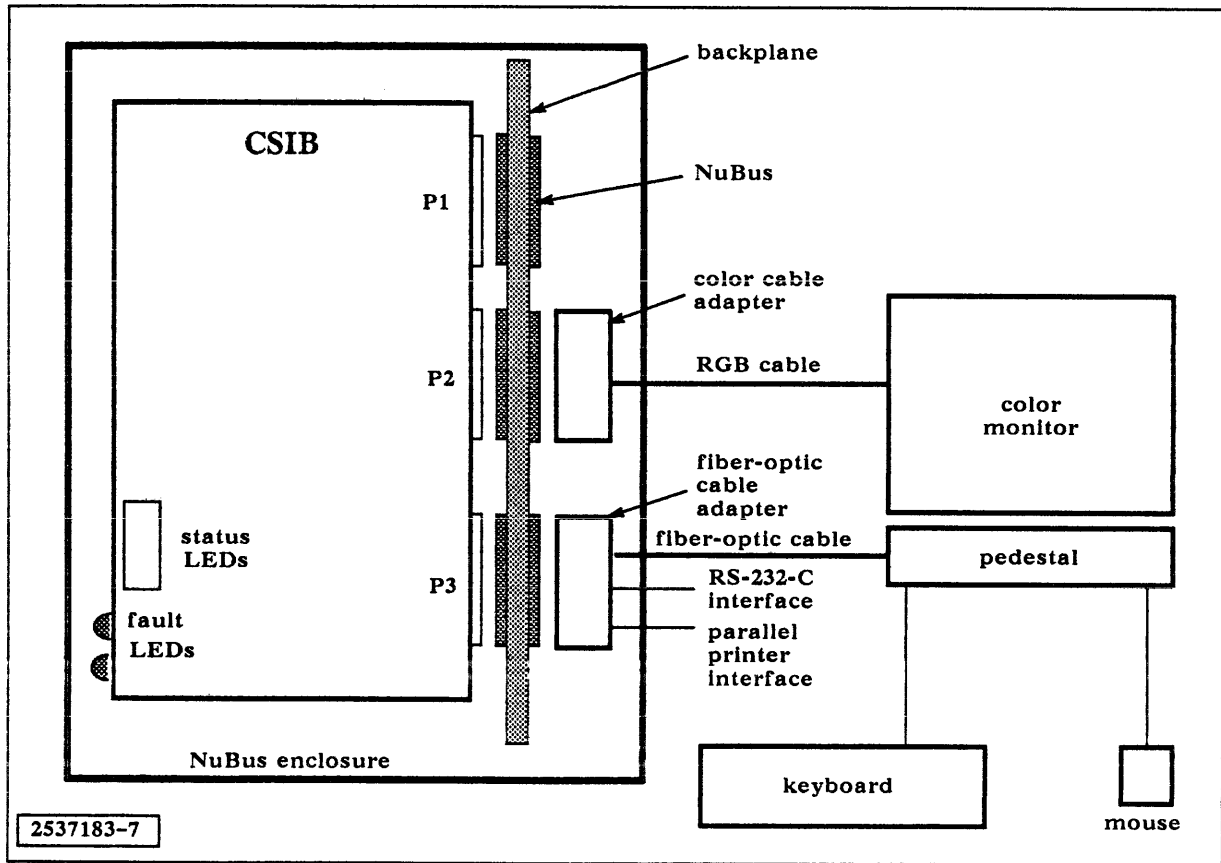 backplane
CSIB
NuBus
P1
color cable
adapter
RGB cable
P2
color
monitor
fiber-optic
cable
adapter
fiber-optic cable
pedestal
status
LEDs
P3
RS-232-C
interface
fault
LEDs
parallel
printer
interface
NuBus enclosure
keyboard
mouse
2537183-7